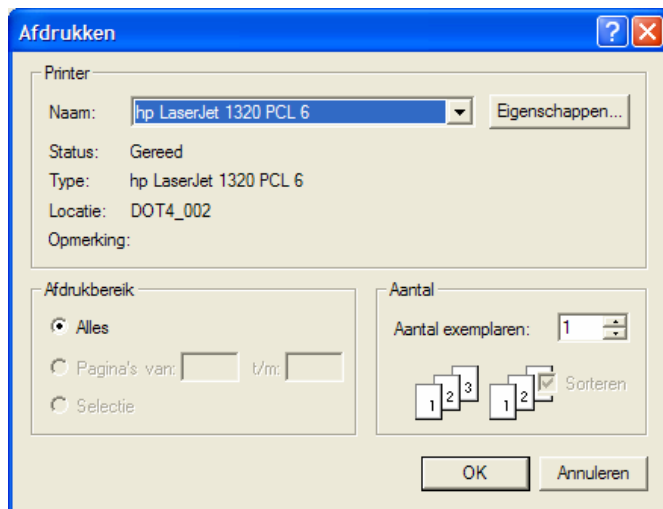 Afdrukken
Printer
Naam: hp LaserJet 1320 PCL 6 Eigenschappen...
Status: Gereed
Type: hp LaserJet 1320 PCL 6
Locatie: DOT4_002
Opmerking:
Afdrukbereik
Alles
Pagina's van: t/m:
Selectie
Aantal
Aantal exemplaren: 1
1 2 3 1 2 Sorteren
OK Annuleren